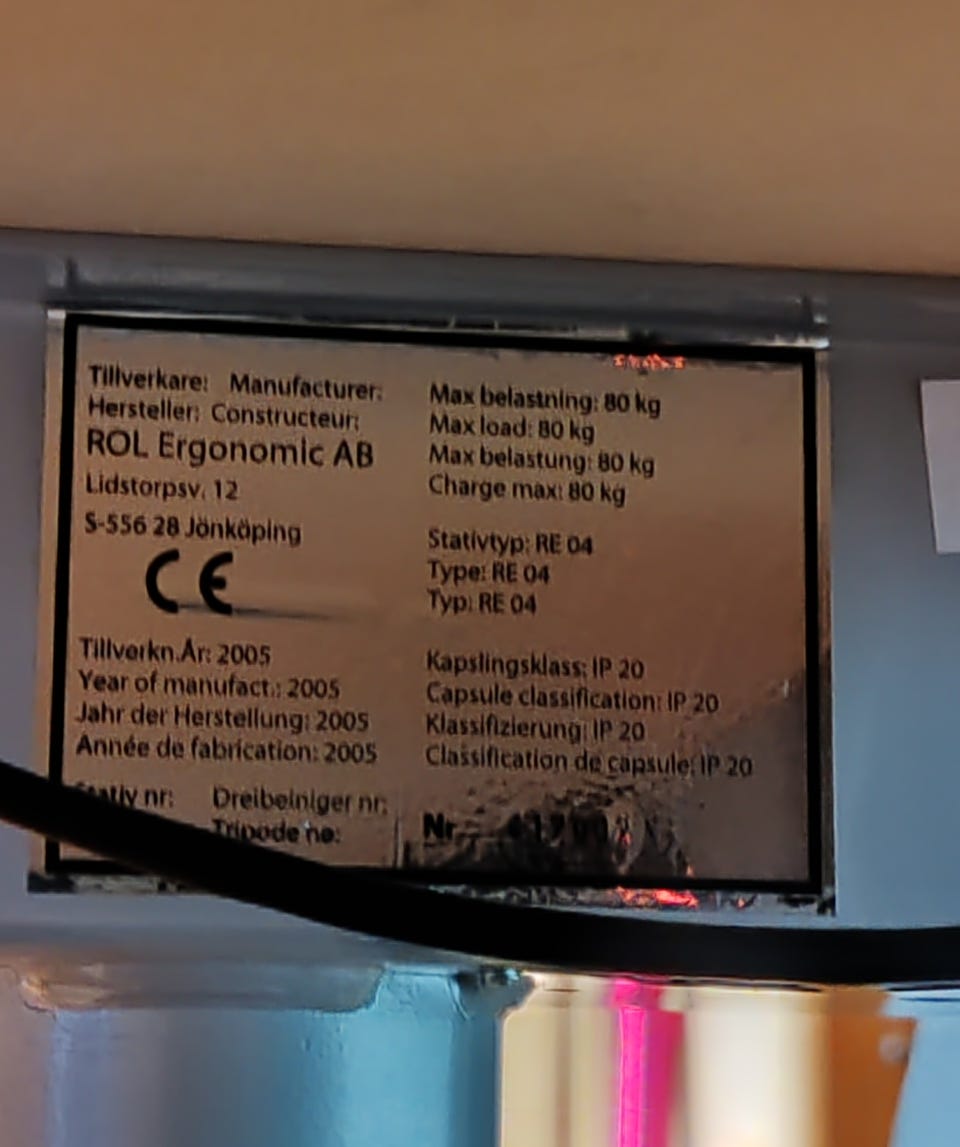 Tillverkare: Manufacturer:
Hersteller: Constructeur:
ROL Ergonomic AB
Lidstorpsv. 12
S-556 28 Jönköping
CE
Tillverkn.År: 2005
Year of manufact.: 2005
Jahr der Herstellung: 2005
Année de fabrication: 2005
nr: Dreibeiniger nr:
Tripode no:
Max belastning: 80 kg
Max load: 80 kg
Max belastung: 80 kg
Charge max: 80 kg
Stativtyp: RE 04
Type: RE 04
Typ: RE 04
Kapslingsklass: IP 20
Capsule classification: IP 20
Klassifizierung: IP 20
Classification de capsule: IP 20
Nr